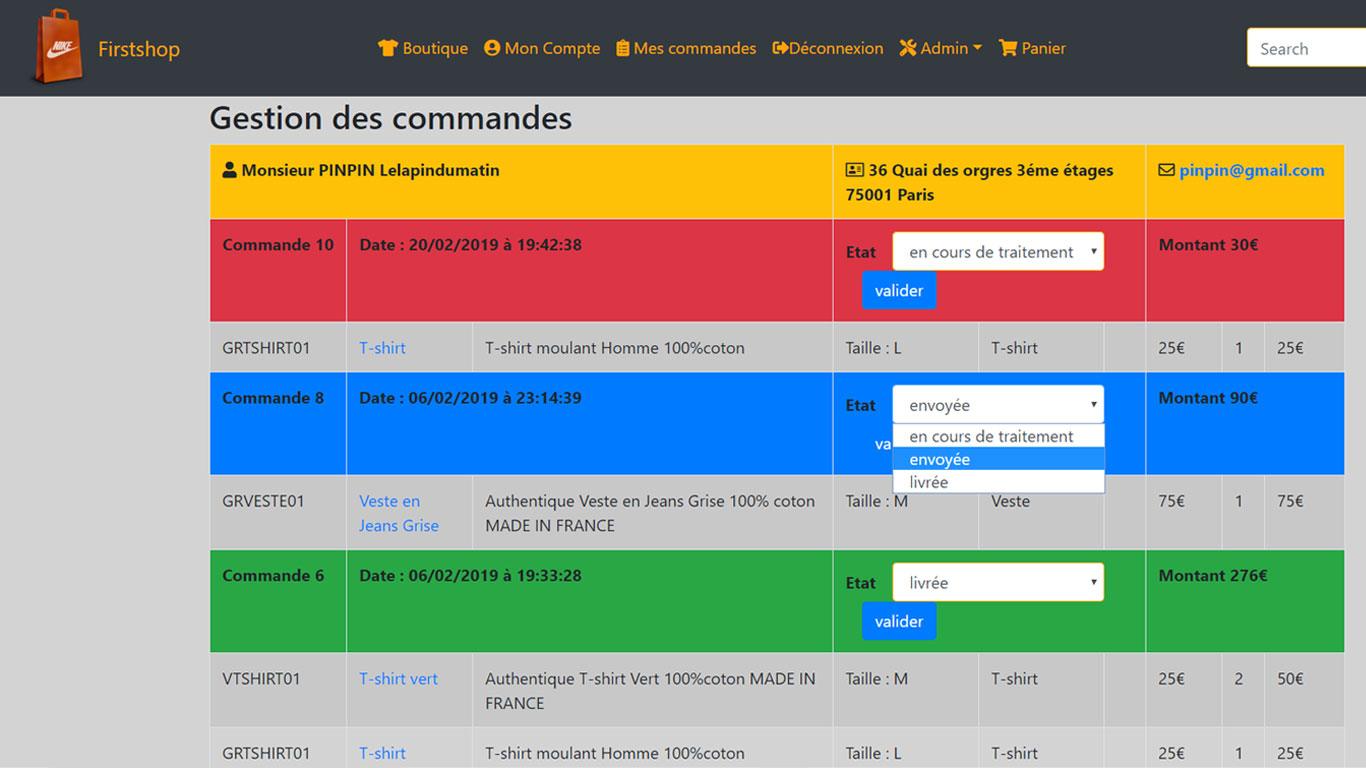 NIKE
Firstshop
Boutique
Mon Compte
Mes commandes
Déconnexion
Admin
Panier
Search
Gestion des commandes
Monsieur PINPIN Lelapindumatin
36 Quai des orgres 3éme étages
75001 Paris
pinpin@gmail.com
Commande 10
Date : 20/02/2019 à 19:42:38
Etat
en cours de traitement
valider
Montant 30€
GRTSHIRT01
T-shirt
T-shirt moulant Homme 100%coton
Taille : L
T-shirt
25€
1
25€
Commande 8
Date : 06/02/2019 à 23:14:39
Etat
envoyée
va
en cours de traitement
envoyée
livrée
Montant 90€
GRVESTE01
Veste en
Jeans Grise
Authentique Veste en Jeans Grise 100% coton
MADE IN FRANCE
Taille : M
Veste
75€
1
75€
Commande 6
Date : 06/02/2019 à 19:33:28
Etat
livrée
valider
Montant 276€
VTSHIRT01
T-shirt vert
Authentique T-shirt Vert 100%coton MADE IN
FRANCE
Taille : M
T-shirt
25€
2
50€
GRTSHIRT01
T-shirt
T-shirt moulant Homme 100%coton
Taille : L
T-shirt
25€
1
25€